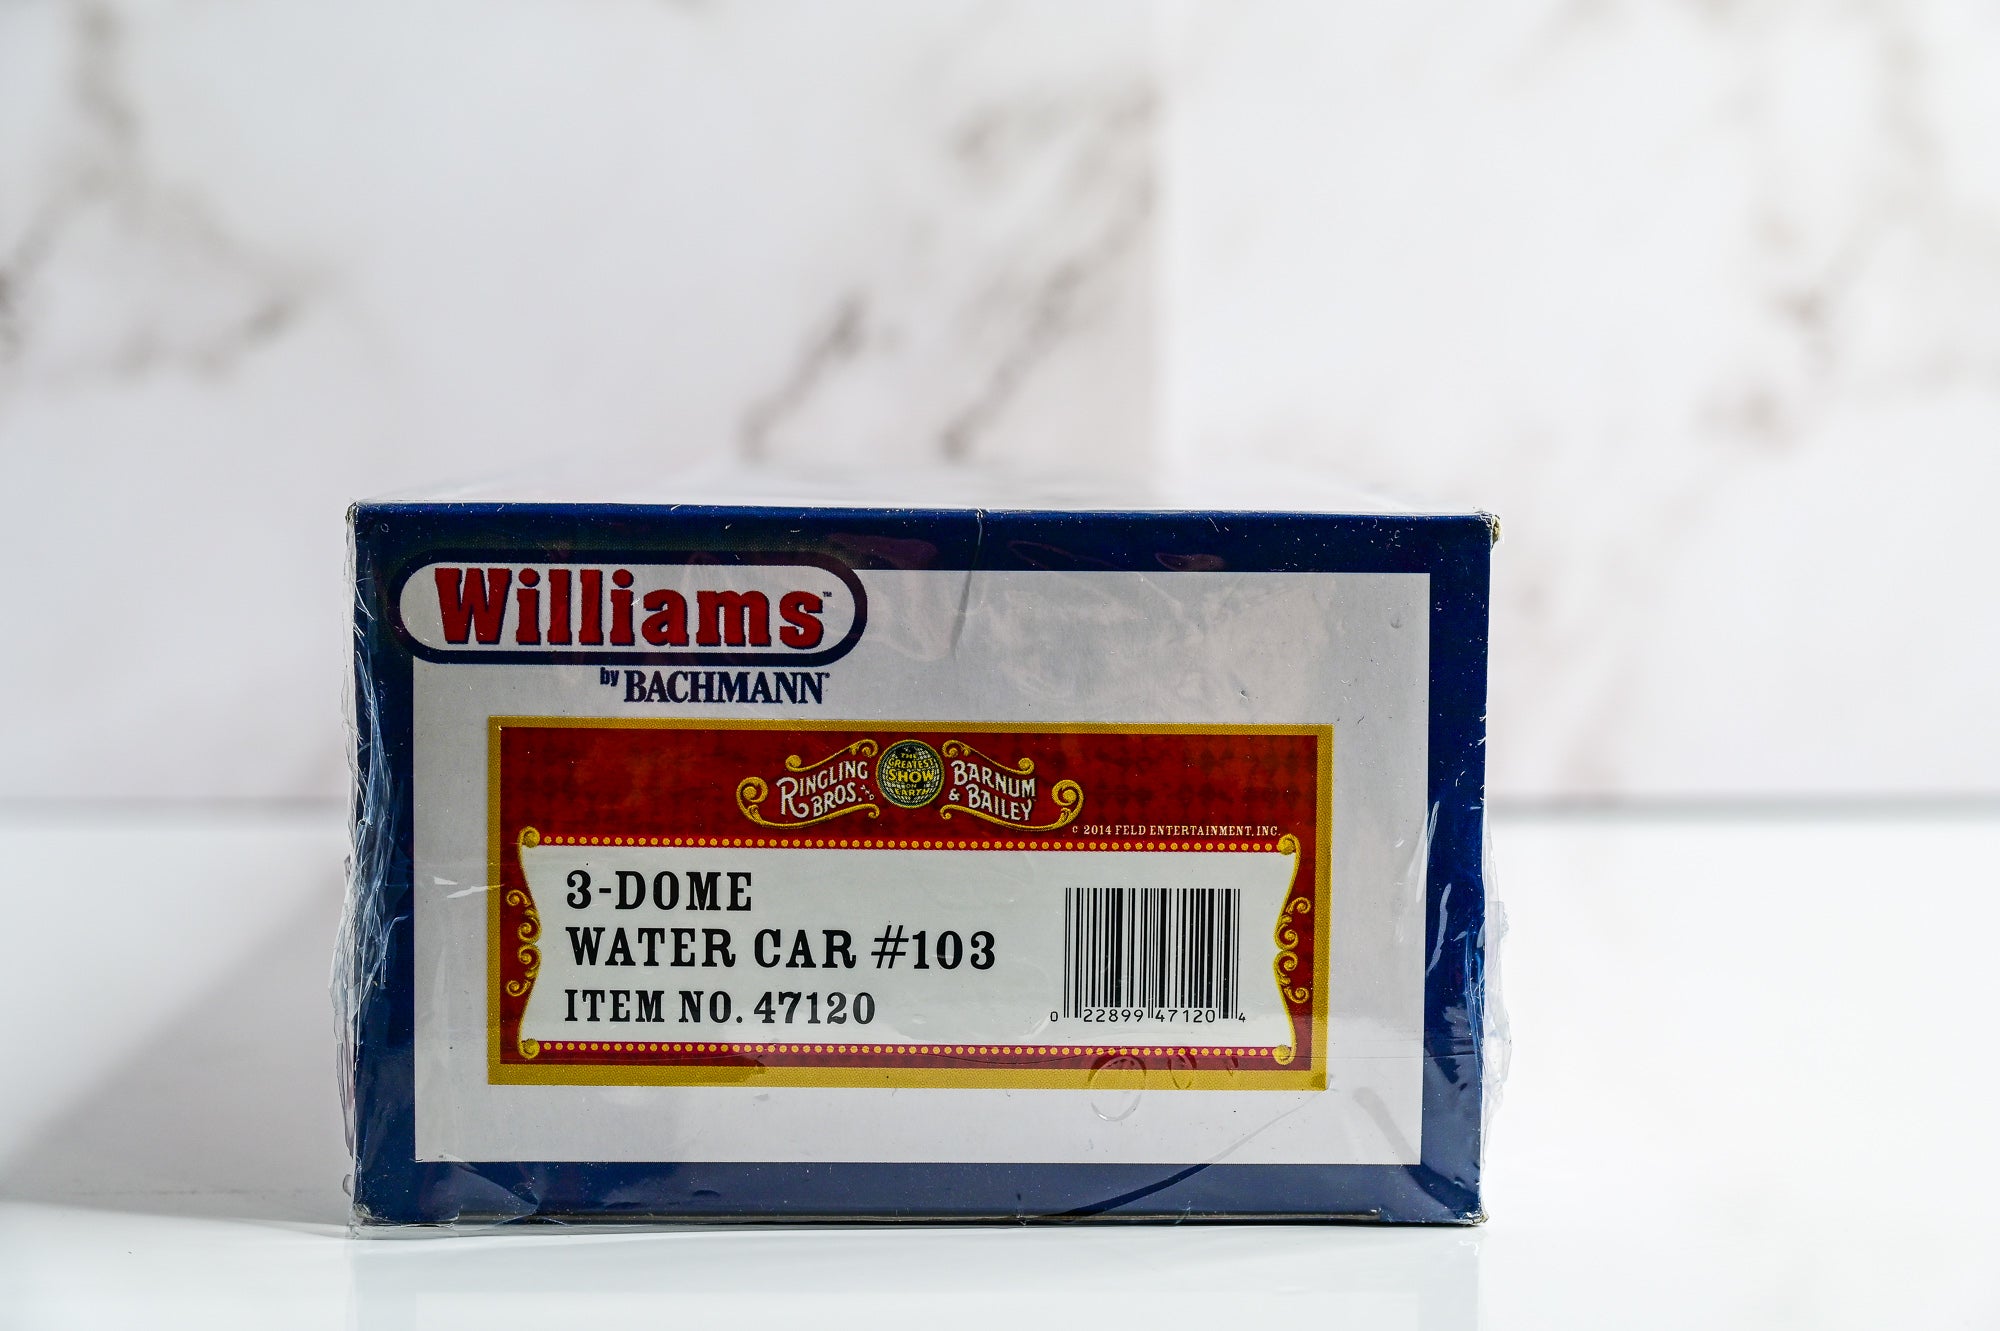 Williams™
by BACHMANN
RINGLING BROS. AND
THE GREATEST SHOW ON EARTH
BARNUM & BAILEY
© 2014 FELD ENTERTAINMENT, INC.
3-DOME
WATER CAR #103
ITEM NO. 47120
0 22899 47120 4